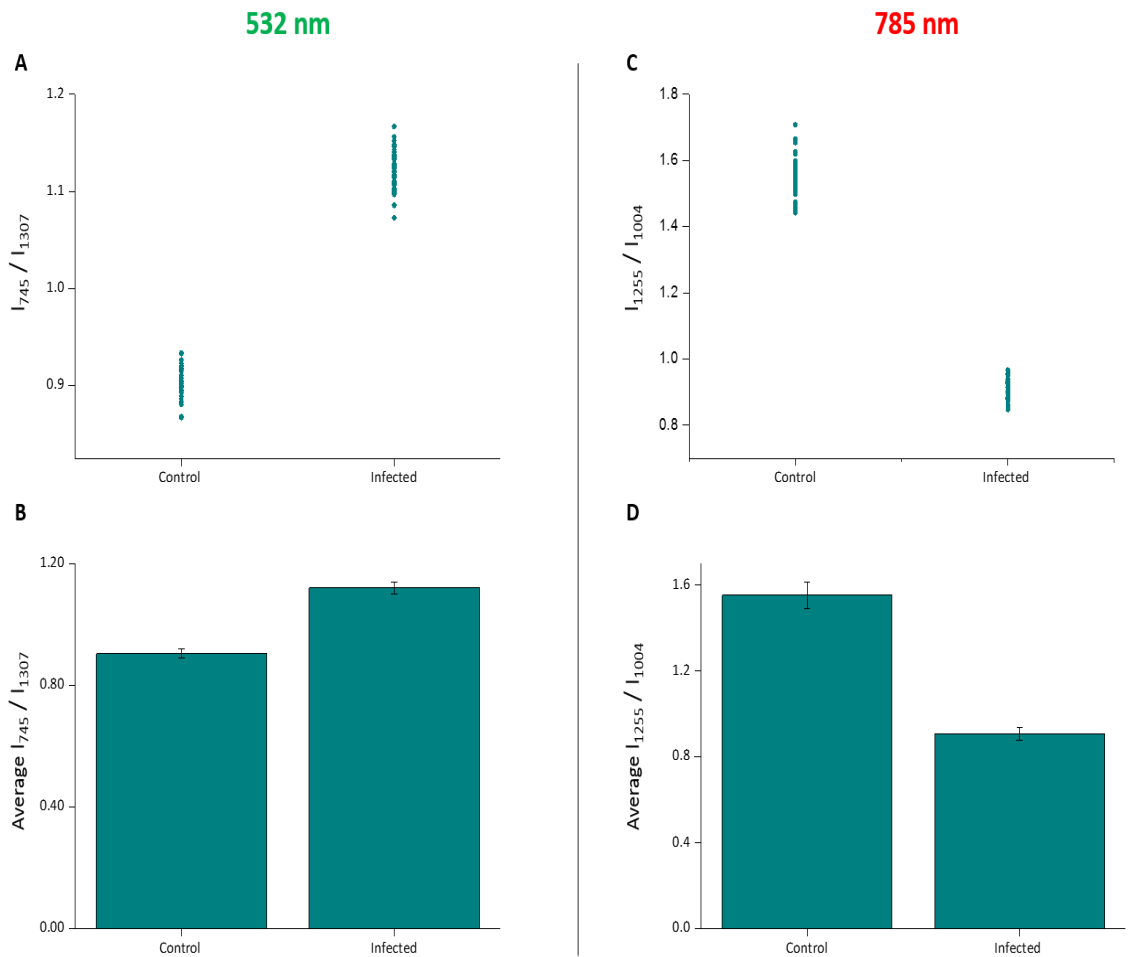 532 nm
785 nm
A
1.2
1.1
1.0
0.9
I745 / I1307
Control
Infected
C
1.8
1.6
1.4
1.2
1.0
0.8
I1255 / I1004
Control
Infected
B
1.20
0.80
0.40
0.00
Average I745 / I1307
Control
Infected
D
1.6
1.2
0.8
0.4
0.0
Average I1255 / I1004
Control
Infected